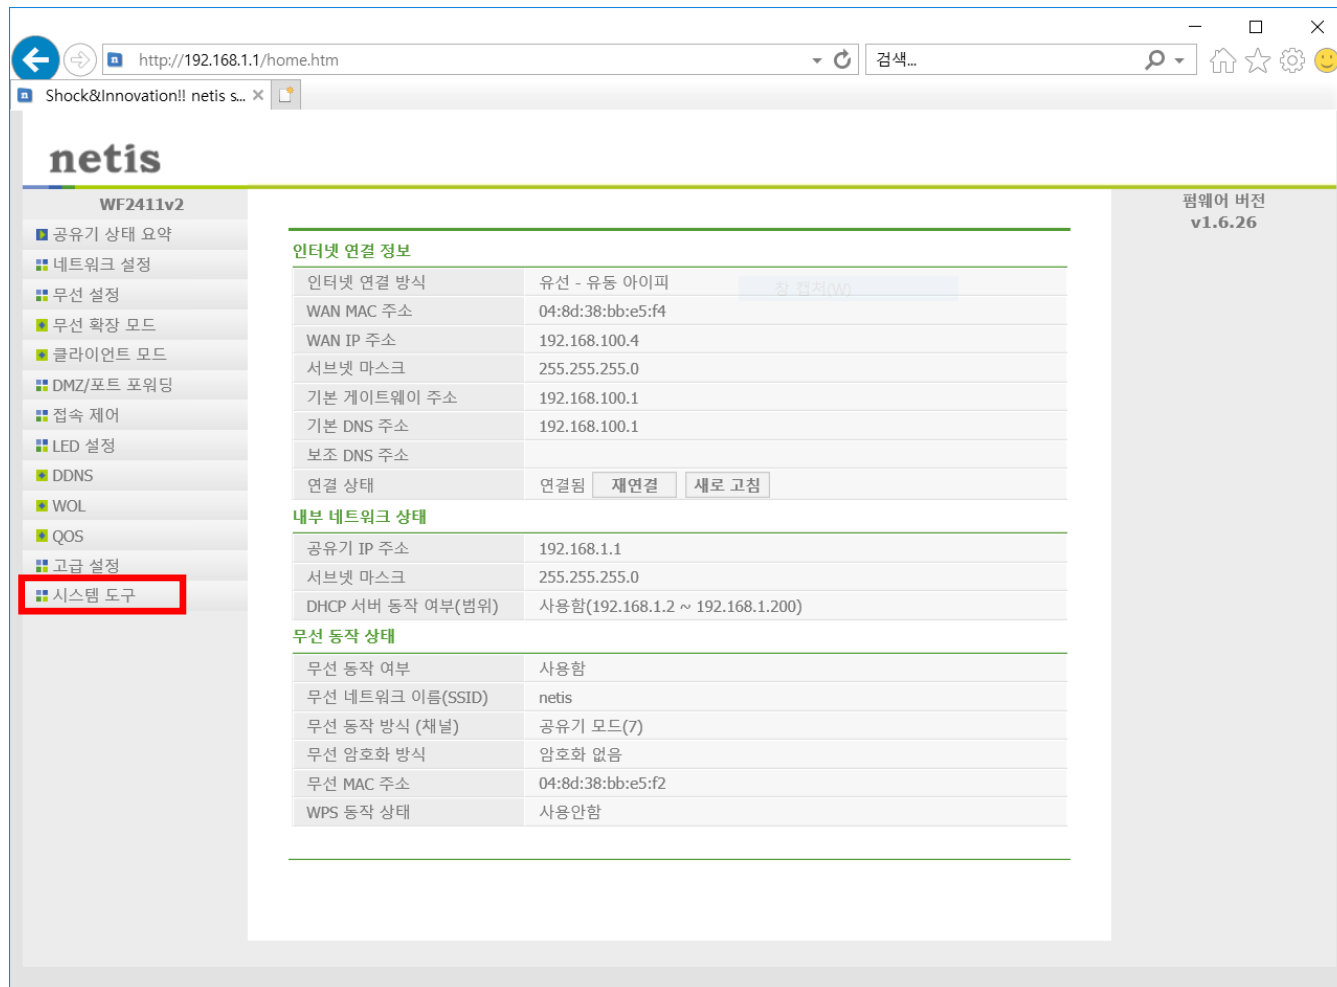 http://192.168.1.1/home.htm
검색...
Shock&Innovation!! netis s...
netis
WF2411v2
공유기 상태 요약
네트워크 설정
무선 설정
무선 확장 모드
클라이언트 모드
DMZ/포트 포워딩
접속 제어
LED 설정
DDNS
WOL
QOS
고급 설정
시스템 도구
인터넷 연결 정보
인터넷 연결 방식 유선 - 유동 아이피
창 캡처(W)
WAN MAC 주소 04:8d:38:bb:e5:f4
WAN IP 주소 192.168.100.4
서브넷 마스크 255.255.255.0
기본 게이트웨이 주소 192.168.100.1
기본 DNS 주소 192.168.100.1
보조 DNS 주소
연결 상태 연결됨 재연결 새로 고침
내부 네트워크 상태
공유기 IP 주소 192.168.1.1
서브넷 마스크 255.255.255.0
DHCP 서버 동작 여부(범위) 사용함(192.168.1.2 ~ 192.168.1.200)
무선 동작 상태
무선 동작 여부 사용함
무선 네트워크 이름(SSID) netis
무선 동작 방식 (채널) 공유기 모드(7)
무선 암호화 방식 암호화 없음
무선 MAC 주소 04:8d:38:bb:e5:f2
WPS 동작 상태 사용안함
펌웨어 버전
v1.6.26